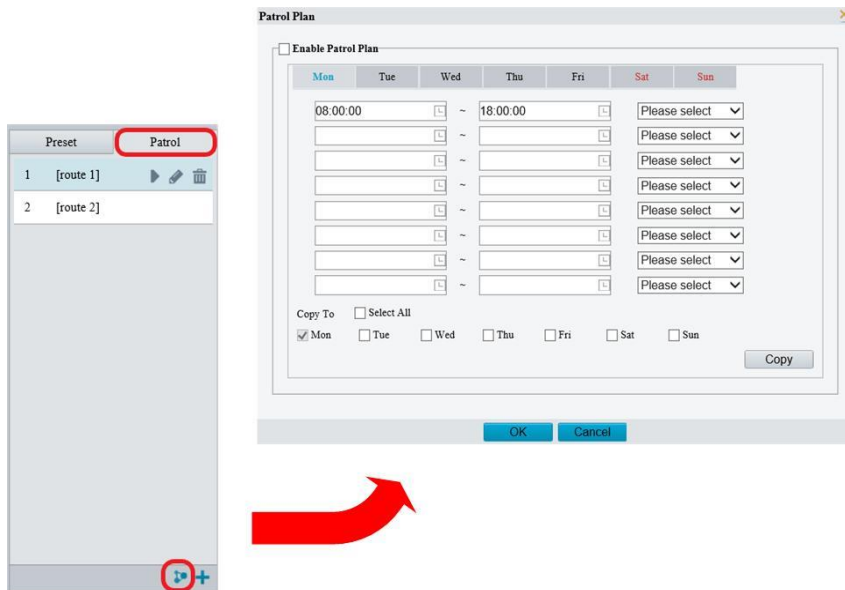 Patrol Plan
Enable Patrol Plan
Mon Tue Wed Thu Fri Sat Sun
08:00:00 ~ 18:00:00 Please select
~ Please select
~ Please select
~ Please select
~ Please select
~ Please select
~ Please select
~ Please select
Copy To Select All
Mon Tue Wed Thu Fri Sat Sun
Copy
OK Cancel
Preset Patrol
1 [route 1]
2 [route 2]